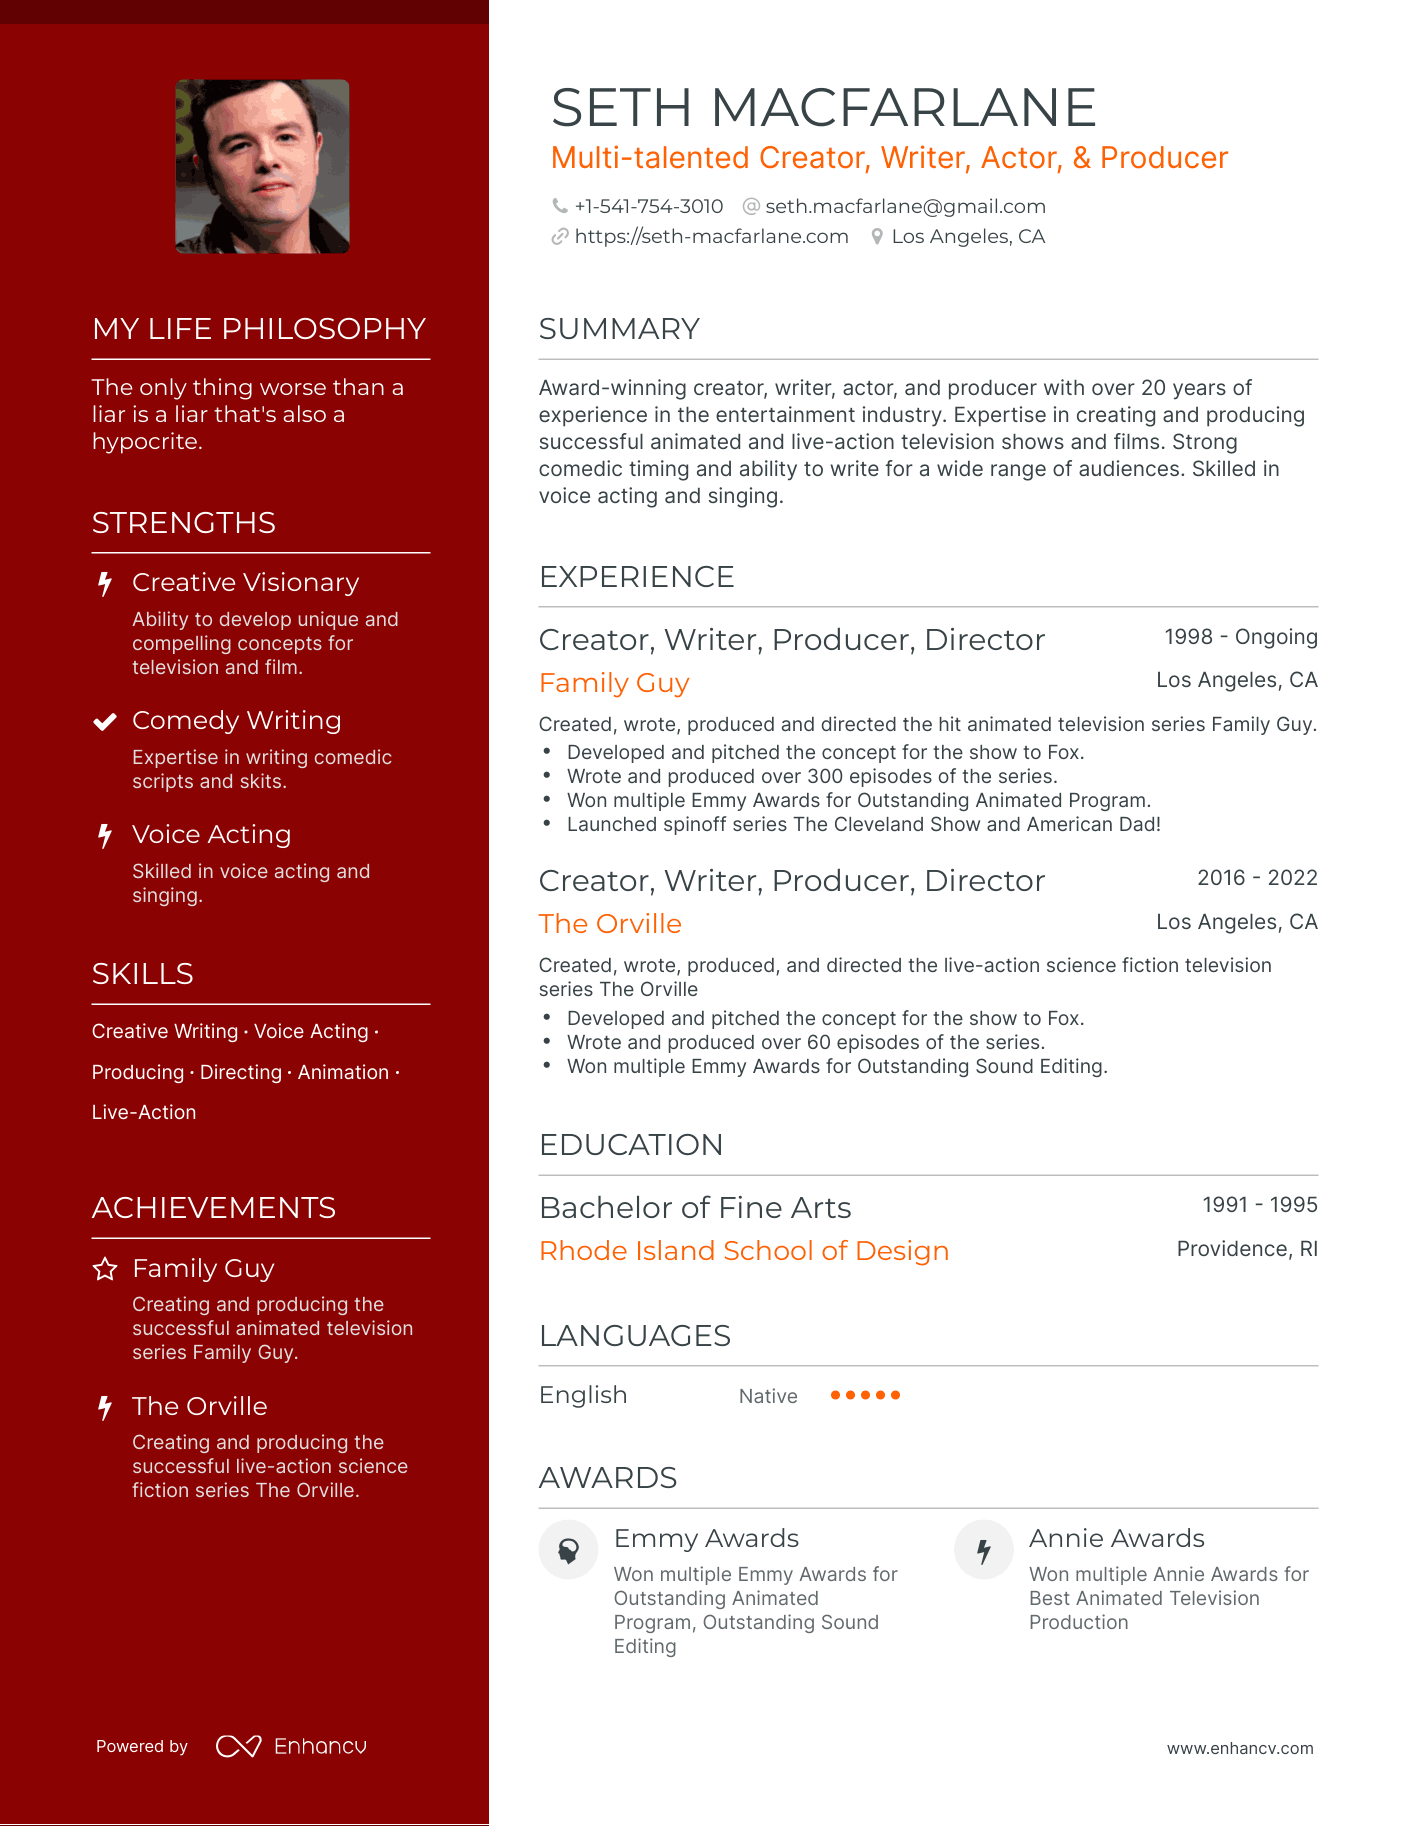 SETH MACFARLANE
Multi-talented Creator, Writer, Actor, & Producer
+1-541-754-3010 @ seth.macfarlane@gmail.com
https://seth-macfarlane.com Los Angeles, CA
MY LIFE PHILOSOPHY
The only thing worse than a
liar is a liar that's also a
hypocrite.
STRENGTHS
Creative Visionary
Ability to develop unique and
compelling concepts for
television and film.
Comedy Writing
Expertise in writing comedic
scripts and skits.
Voice Acting
Skilled in voice acting and
singing.
SKILLS
Creative Writing · Voice Acting ·
Producing · Directing · Animation ·
Live-Action
ACHIEVEMENTS
Family Guy
Creating and producing the
successful animated television
series Family Guy.
The Orville
Creating and producing the
successful live-action science
fiction series The Orville.
SUMMARY
Award-winning creator, writer, actor, and producer with over 20 years of
experience in the entertainment industry. Expertise in creating and producing
successful animated and live-action television shows and films. Strong
comedic timing and ability to write for a wide range of audiences. Skilled in
voice acting and singing.
EXPERIENCE
Creator, Writer, Producer, Director 1998 - Ongoing
Family Guy Los Angeles, CA
Created, wrote, produced and directed the hit animated television series Family Guy.
• Developed and pitched the concept for the show to Fox.
• Wrote and produced over 300 episodes of the series.
• Won multiple Emmy Awards for Outstanding Animated Program.
• Launched spinoff series The Cleveland Show and American Dad!
Creator, Writer, Producer, Director 2016 - 2022
The Orville Los Angeles, CA
Created, wrote, produced, and directed the live-action science fiction television
series The Orville
• Developed and pitched the concept for the show to Fox.
• Wrote and produced over 60 episodes of the series.
• Won multiple Emmy Awards for Outstanding Sound Editing.
EDUCATION
Bachelor of Fine Arts 1991 - 1995
Rhode Island School of Design Providence, RI
LANGUAGES
English Native
AWARDS
Emmy Awards
Won multiple Emmy Awards for
Outstanding Animated
Program, Outstanding Sound
Editing
Annie Awards
Won multiple Annie Awards for
Best Animated Television
Production
Powered by Enhancv
www.enhancv.com